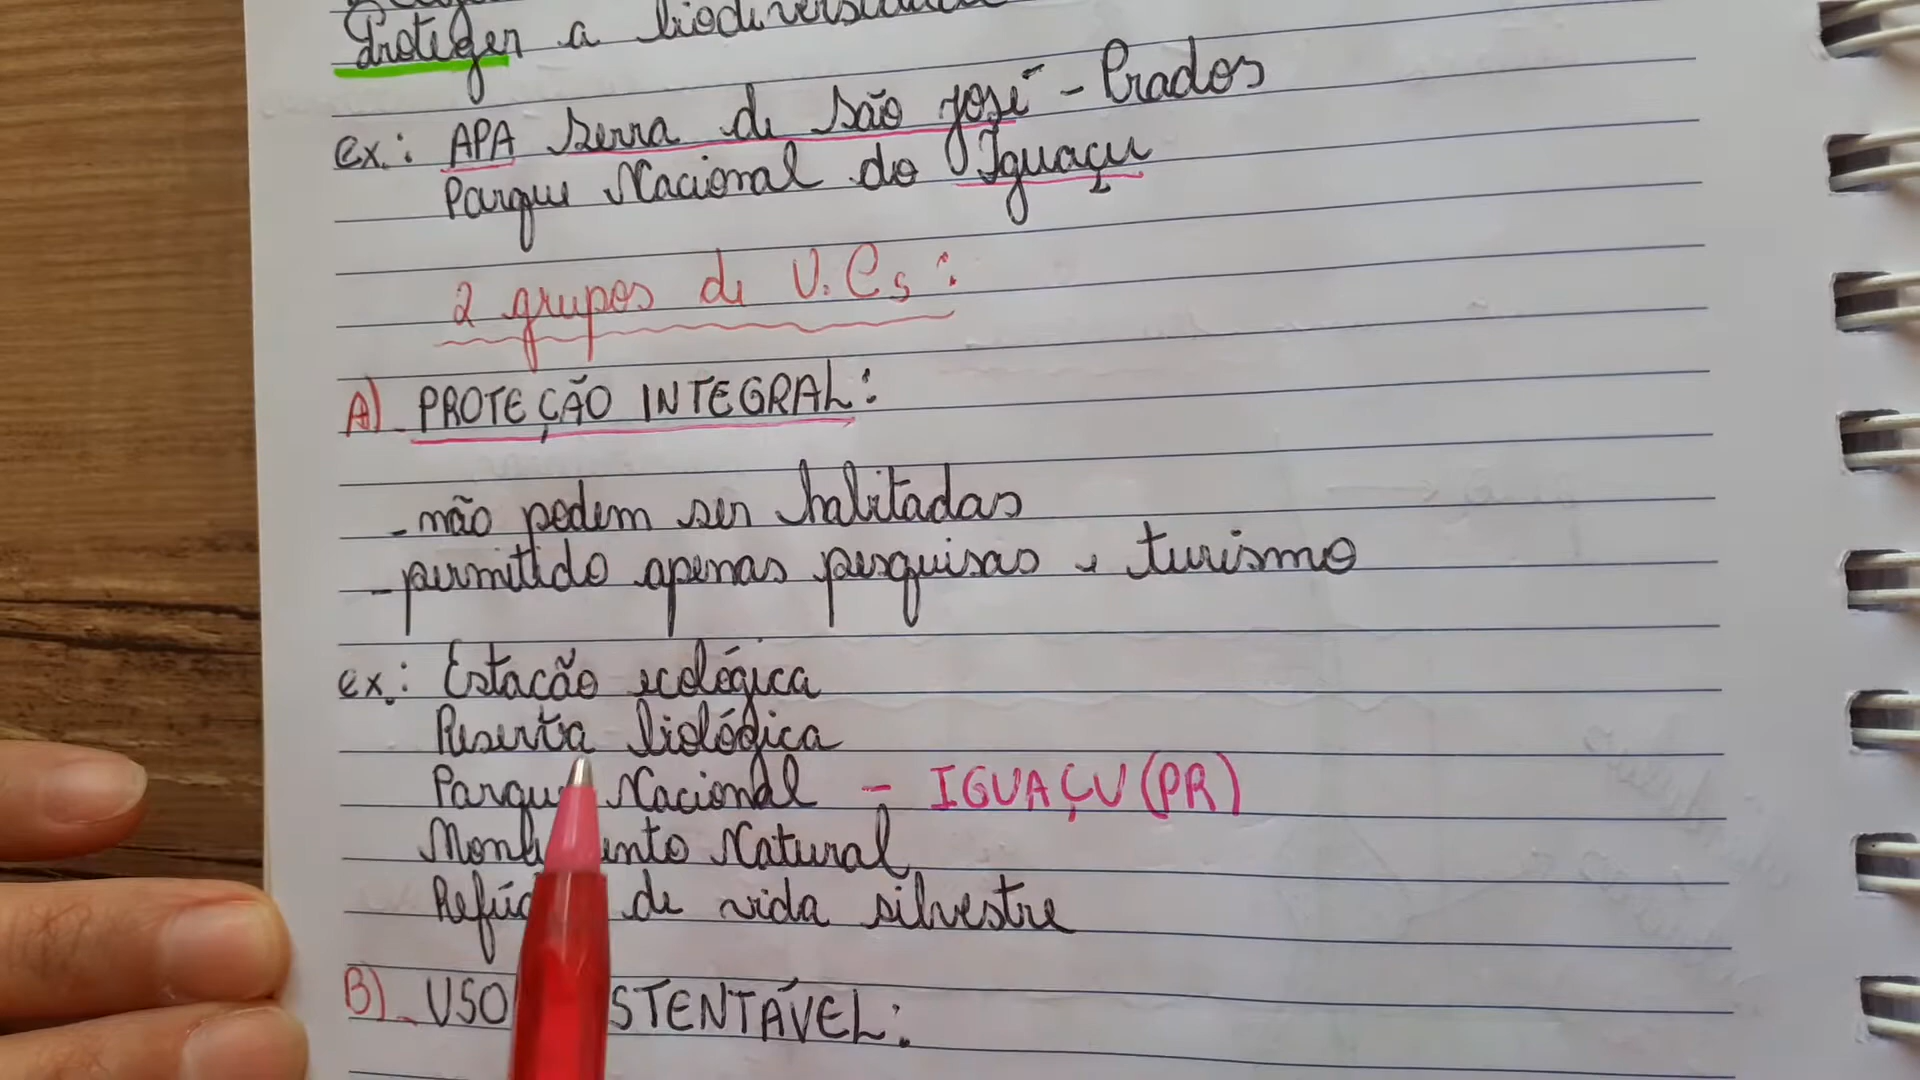 Proteger a biodiversidade
ex.: APA Serra de São José - Prados
Parque Nacional do Iguaçu
2 grupos de U.Cs:
A) PROTEÇÃO INTEGRAL:
- não podem ser habitadas
- permitido apenas pesquisas e turismo
ex.: Estação ecológica
Reserva biológica
Parque Nacional - IGUAÇU (PR)
Monumento Natural
Refúgio de vida silvestre
B) USO SUSTENTÁVEL: